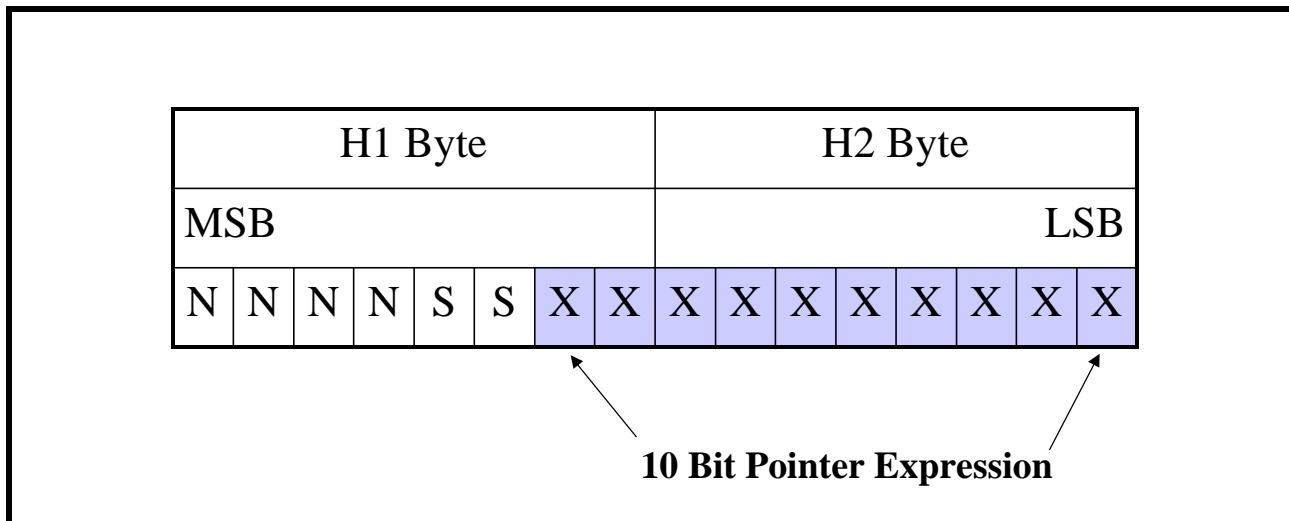 H1 Byte H2 Byte
MSB LSB
N N N N S S X X X X X X X X X X
10 Bit Pointer Expression